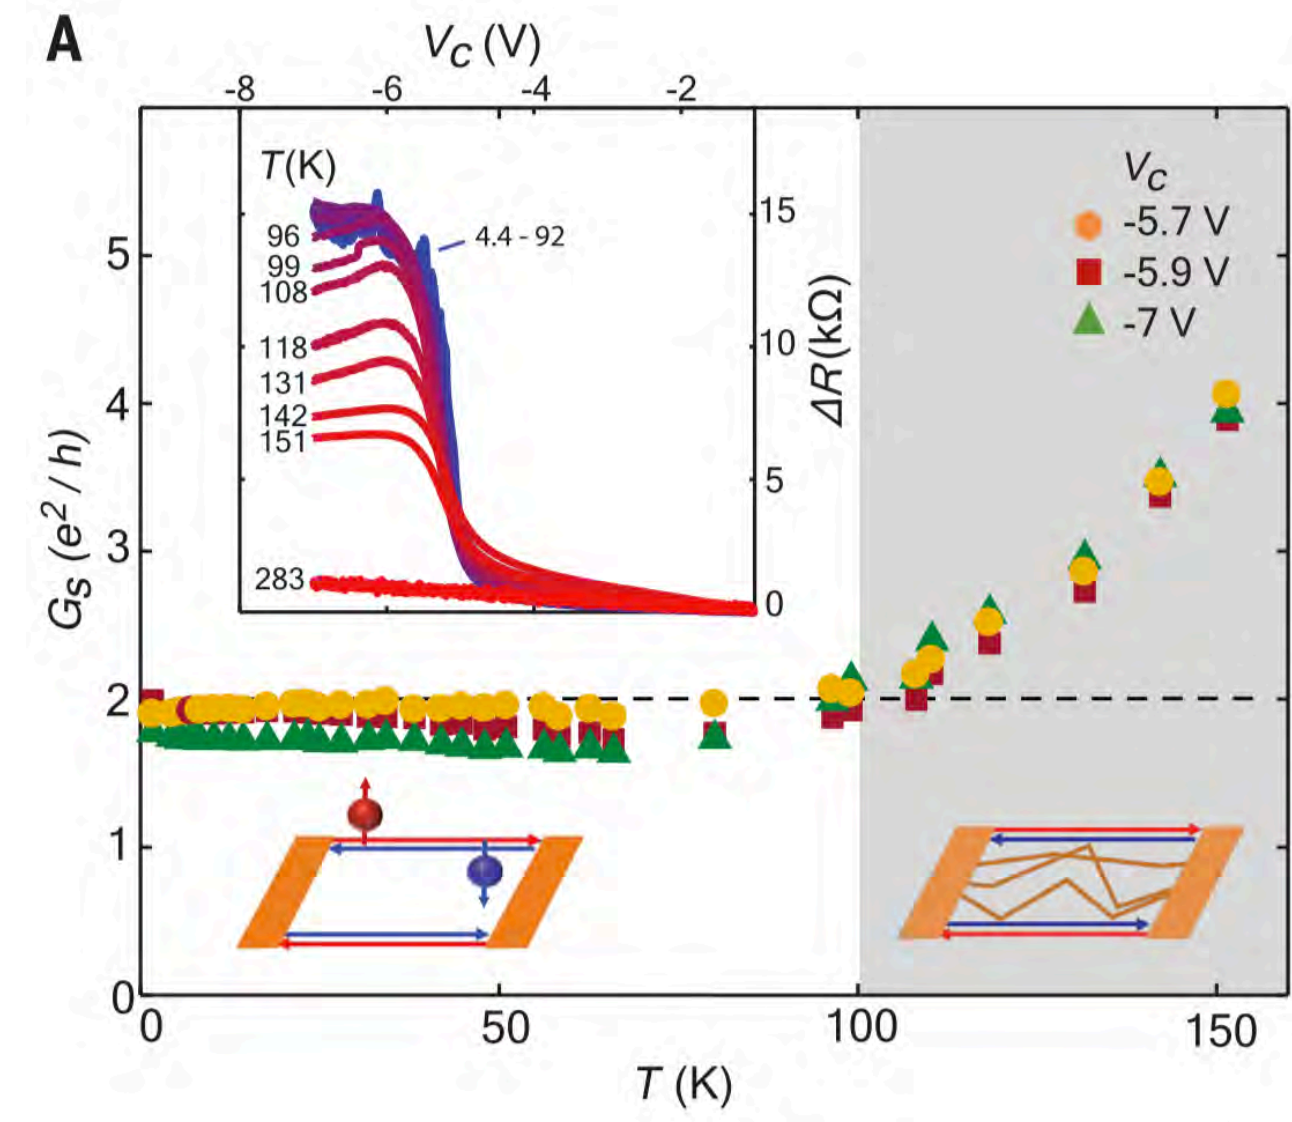 A
V_C (V)
-8 -6 -4 -2
T(K)
96
99
108
118
131
142
151
283
4.4 - 92
15
10
5
0
ΔR(kΩ)
V_C
-5.7 V
-5.9 V
-7 V
G_S (e² / h)
5
4
3
2
1
0
0 50 100 150
T (K)